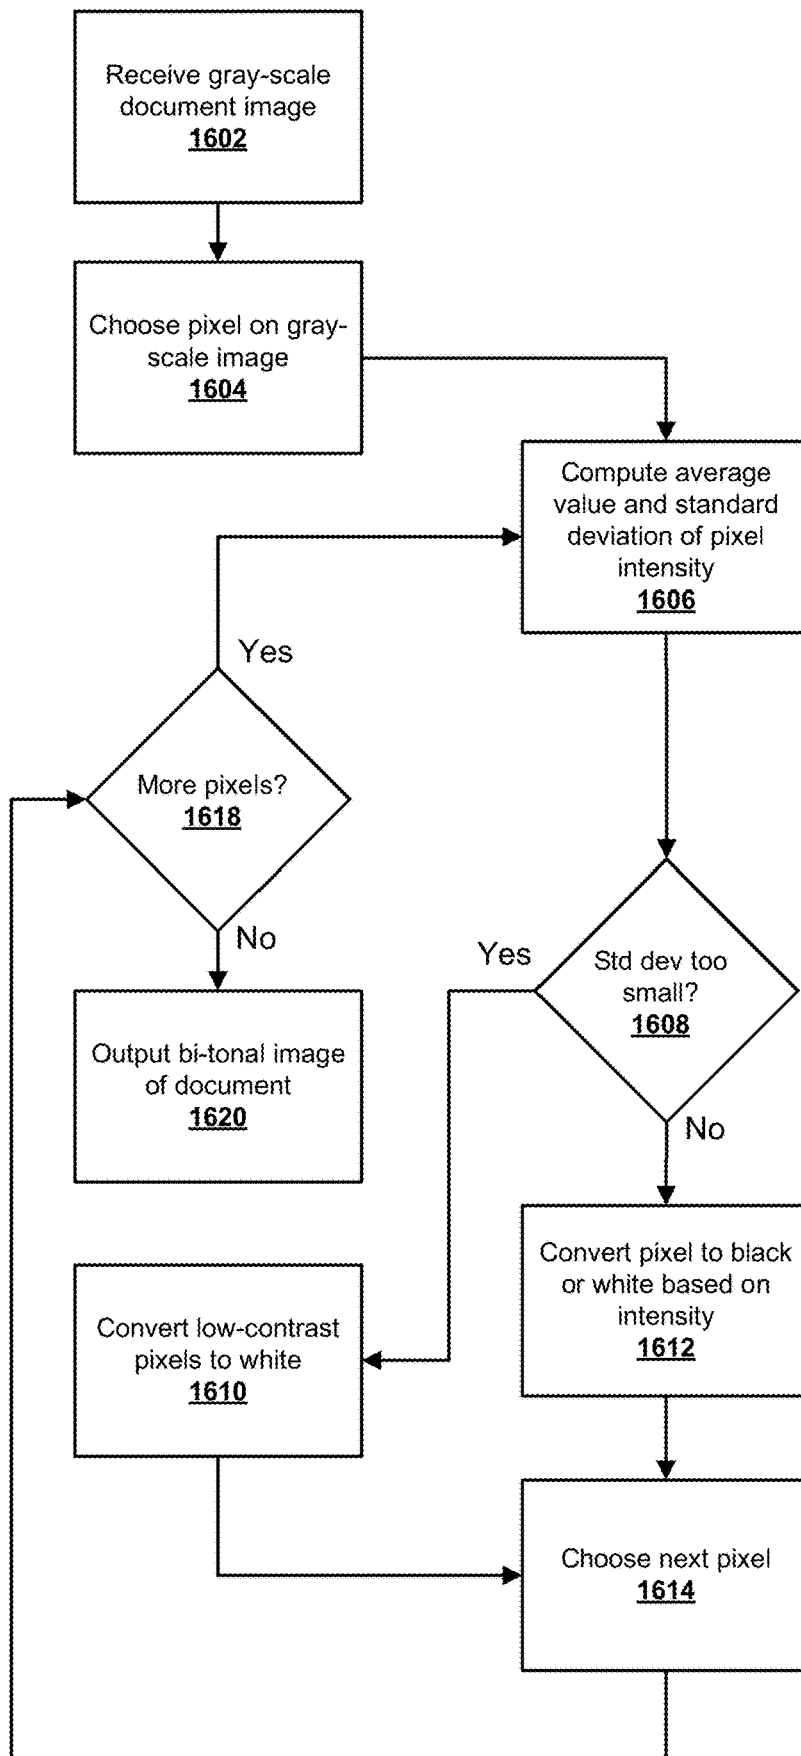 Receive gray-scale
document image
1602
Choose pixel on gray-
scale image
1604
Compute average
value and standard
deviation of pixel
intensity
1606
Yes
More pixels?
1618
No
Yes
Std dev too
small?
1608
Output bi-tonal image
of document
1620
No
Convert pixel to black
or white based on
intensity
1612
Convert low-contrast
pixels to white
1610
Choose next pixel
1614